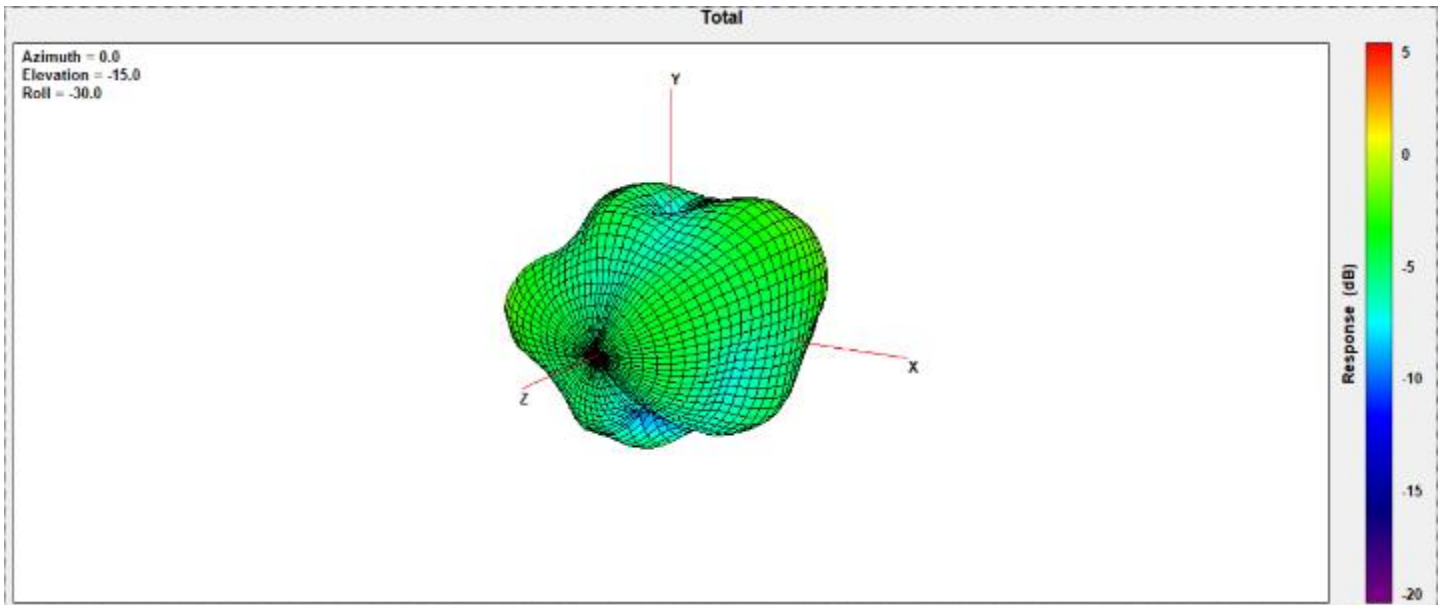 Total
Azimuth = 0.0
Elevation = -15.0
Roll = -30.0
Y
X
Z
5
0
-5
-10
-15
-20
Response (dB)